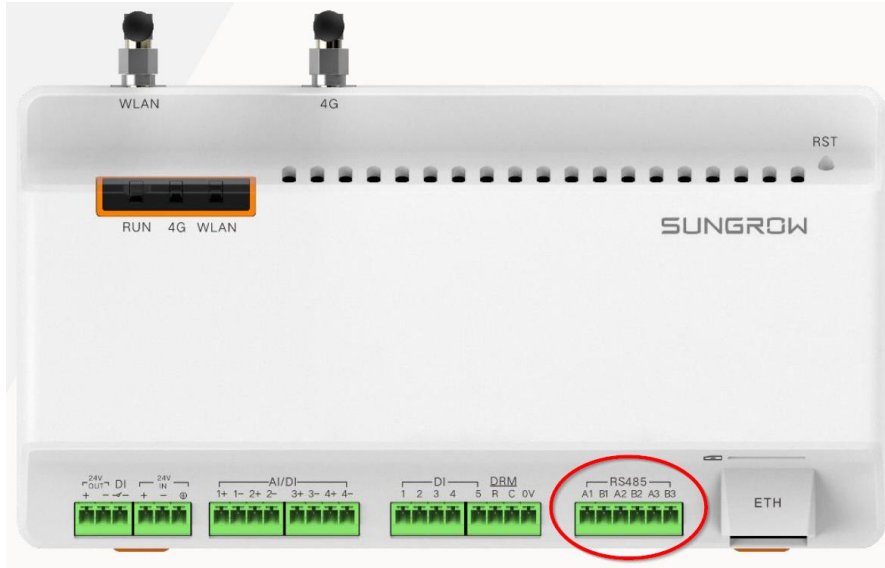 WLAN 4G
RST
RUN 4G WLAN
SUNGROW
24V OUT DI 24V IN AI/DI DI DRM RS485
+ − − + − 1+ 1- 2+ 2- 3+ 3- 4+ 4- 1 2 3 4 5 R C 0V A1 B1 A2 B2 A3 B3
ETH